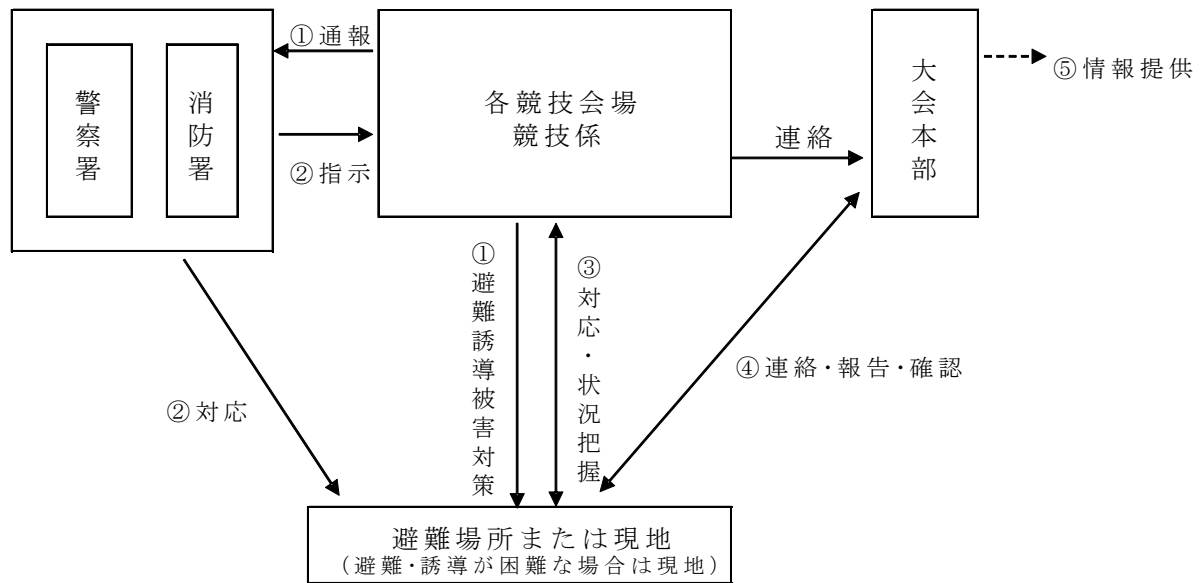 警察署
消防署
①通報
②指示
各競技会場
競技係
連絡
大会本部
⑤情報提供
①避難誘導被害対策
③対応・状況把握
④連絡・報告・確認
②対応
避難場所または現地
（避難・誘導が困難な場合は現地）